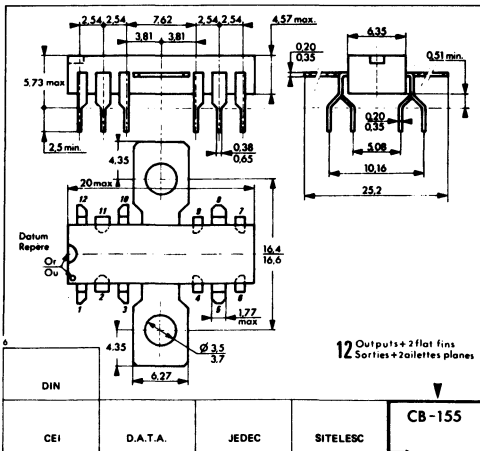 2,54 2,54 7,62 2,54 2,54
3,81 3,81
4,57 max.
5,73 max
2,5 min.
0,38
0,65
4,35
20 max
6,35
0,20
0,35
0,51 min.
0,20
0,35
5,08
10,16
25,2
12 11 10 9 8 7
Datum
Repère
Or
Ou
1 2 3 4 5 6
16,4
16,6
1,77
max
4,35
Ø 3,5
3,7
6,27
6
12 Outputs + 2 flat fins
Sorties + 2 ailettes planes
DIN
CB-155
CEI D.A.T.A. JEDEC SITELESC